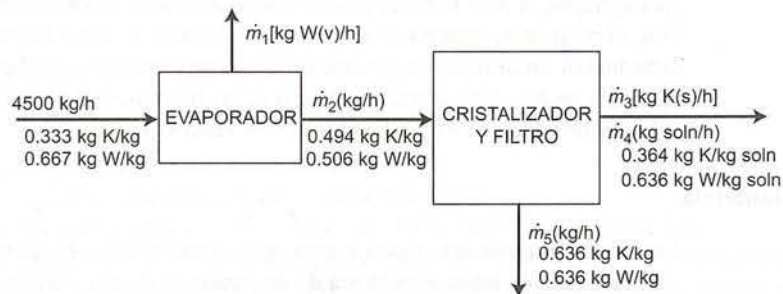 ṁ1[kg W(v)/h]
4500 kg/h
0.333 kg K/kg
0.667 kg W/kg
EVAPORADOR
ṁ2(kg/h)
0.494 kg K/kg
0.506 kg W/kg
CRISTALIZADOR
Y FILTRO
ṁ3[kg K(s)/h]
ṁ4(kg soln/h)
0.364 kg K/kg soln
0.636 kg W/kg soln
ṁ5(kg/h)
0.636 kg K/kg
0.636 kg W/kg